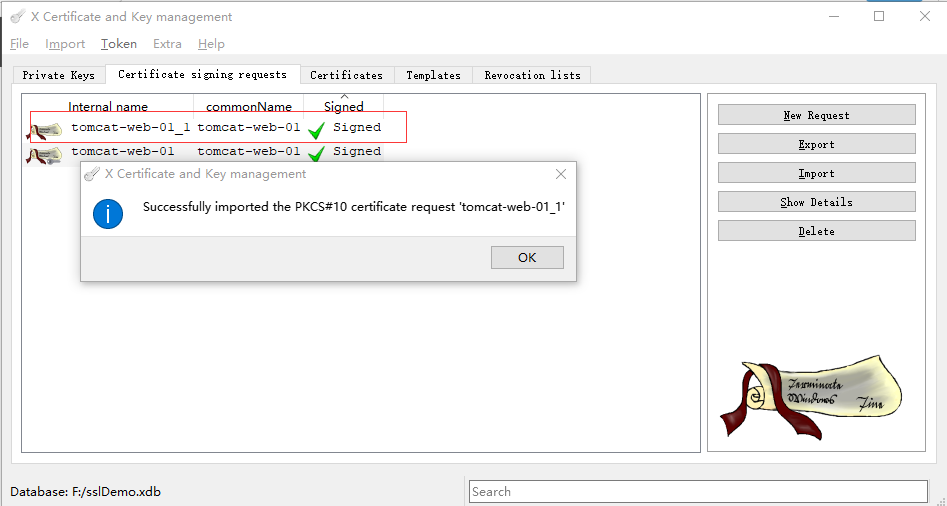 X Certificate and Key management
File Import Token Extra Help
Private Keys Certificate signing requests Certificates Templates Revocation lists
Internal name commonName Signed
tomcat-web-01_1 tomcat-web-01 Signed
tomcat-web-01 tomcat-web-01 Signed
X Certificate and Key management
Successfully imported the PKCS#10 certificate request 'tomcat-web-01_1'
OK
New Request
Export
Import
Show Details
Delete
Terminate
Windows Fine
Database: F:/sslDemo.xdb
Search